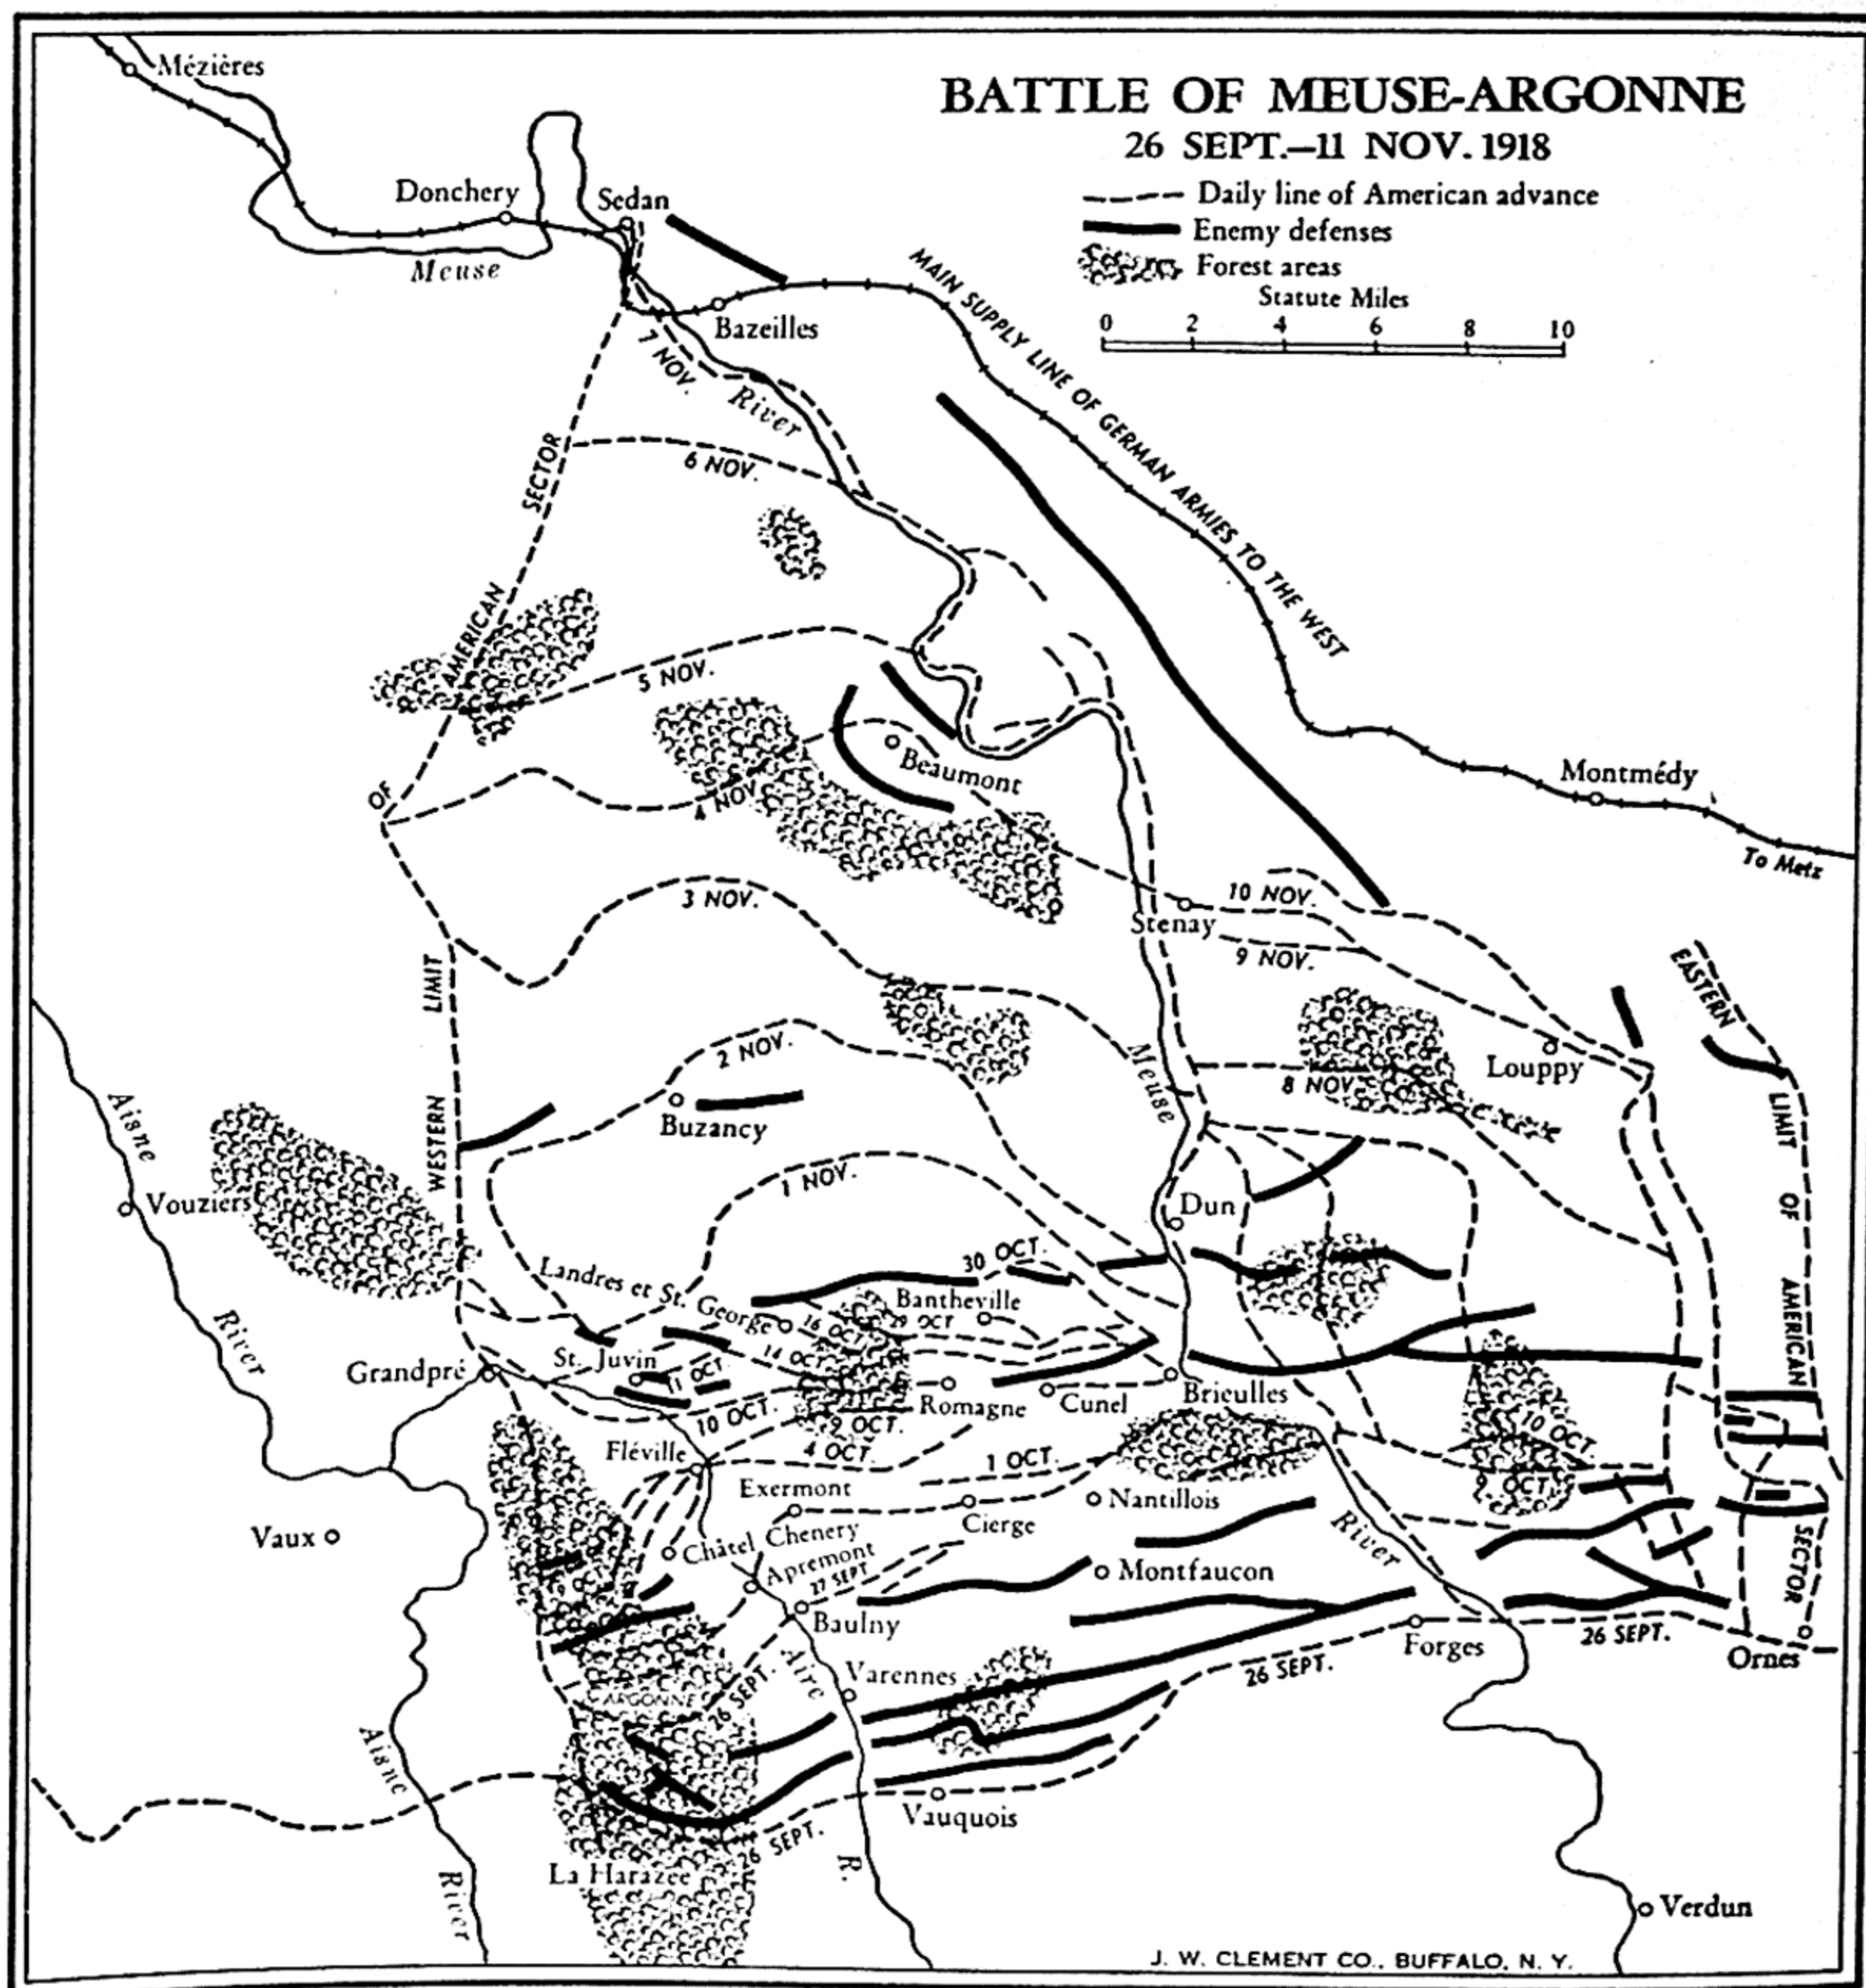 BATTLE OF MEUSE-ARGONNE
26 SEPT.–11 NOV. 1918
Daily line of American advance
Enemy defenses
Forest areas
Statute Miles
0 2 4 6 8 10
Mézières
Donchery
Sedan
Meuse
Bazeilles
MAIN SUPPLY LINE OF GERMAN ARMIES TO THE WEST
7 NOV.
River
6 NOV.
5 NOV.
Beaumont
4 NOV.
Montmédy
To Metz
3 NOV.
10 NOV.
Stenay
9 NOV.
WESTERN LIMIT OF AMERICAN SECTOR
EASTERN LIMIT OF AMERICAN SECTOR
2 NOV.
Meuse
Louppy
8 NOV.
Buzancy
Aisne
River
Vouziers
1 NOV.
Dun
30 OCT.
Landres et St. George
Bantheville
16 OCT.
29 OCT
14 OCT.
St. Juvin
11 OCT.
Grandpré
Romagne
Cunel
Brieulles
10 OCT.
9 OCT.
4 OCT.
10 OCT.
Fléville
1 OCT.
OCT.
Exermont
Nantillois
Cierge
Vaux
Châtel Chenery
River
Apremont
27 SEPT.
Montfaucon
Baulny
Forges
26 SEPT.
Ornes
Aire
Varennes
26 SEPT.
ARGONNE
26 SEPT.
Aisne
River
Vauquois
26 SEPT.
R.
La Harazée
Verdun
J. W. CLEMENT CO., BUFFALO, N. Y.